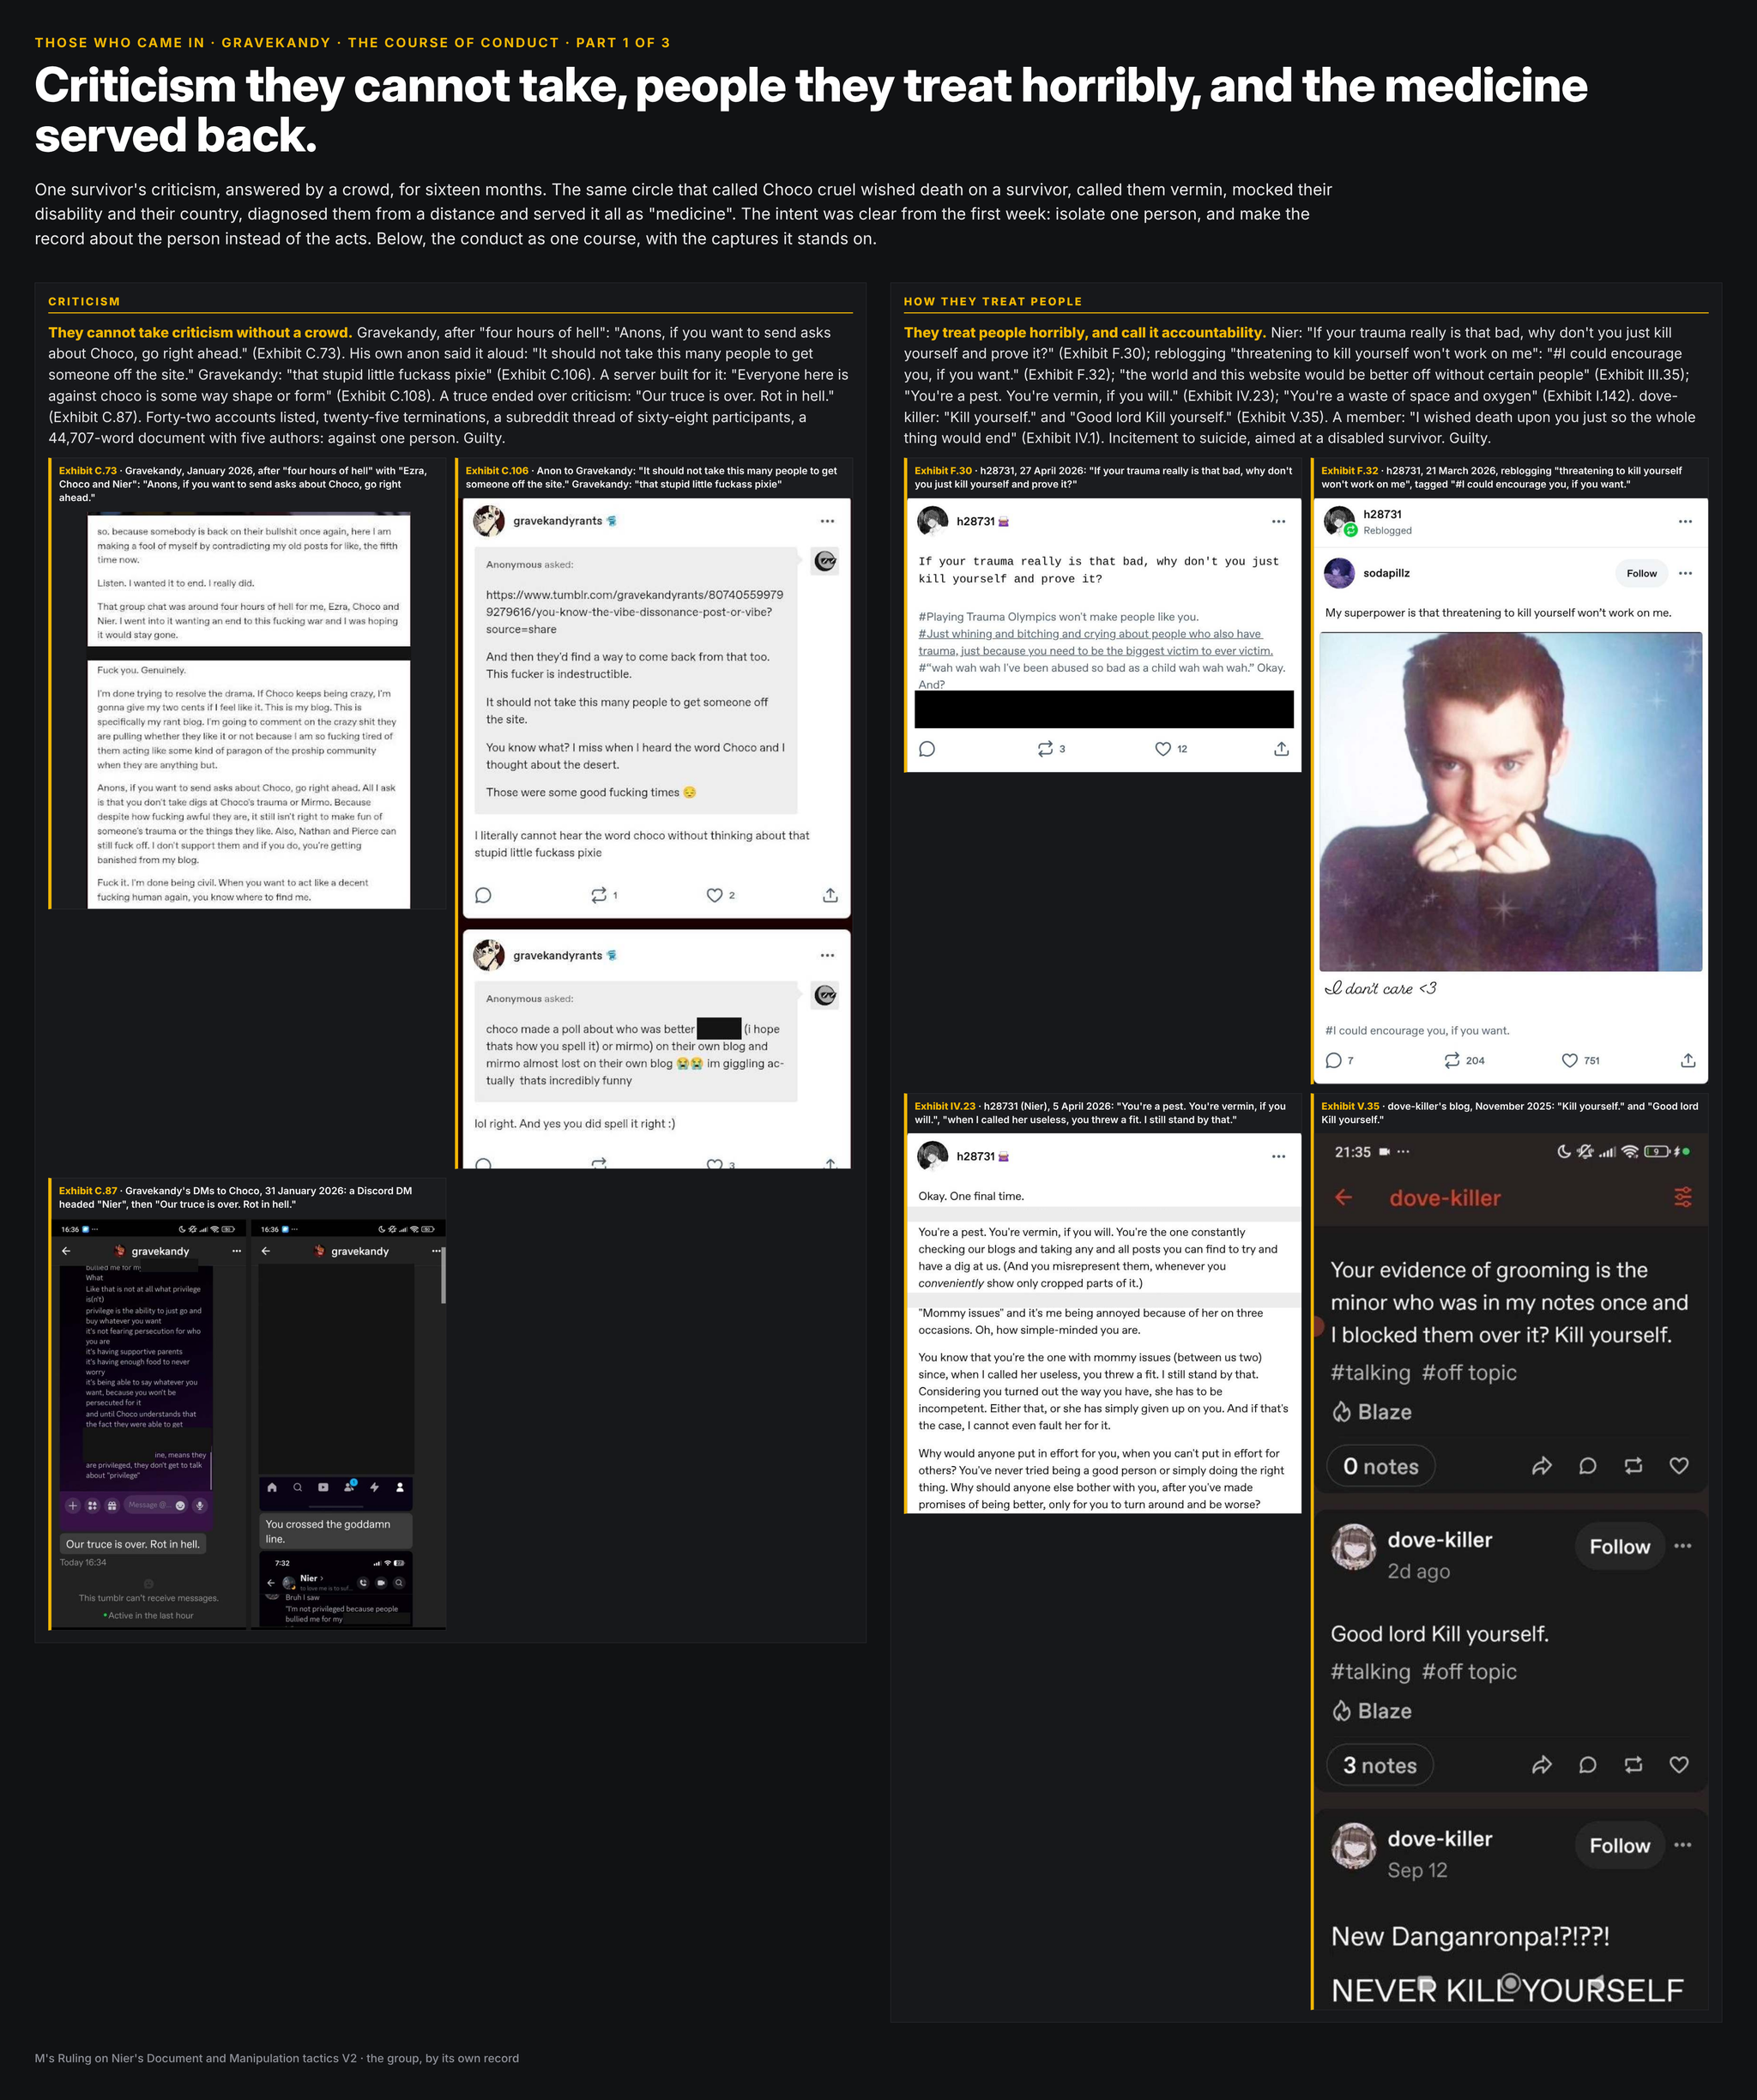 THOSE WHO CAME IN · GRAVEKANDY · THE COURSE OF CONDUCT · PART 1 OF 3
Criticism they cannot take, people they treat horribly, and the medicine
served back.
One survivor's criticism, answered by a crowd, for sixteen months. The same circle that called Choco cruel wished death on a survivor, called them vermin, mocked their
disability and their country, diagnosed them from a distance and served it all as "medicine". The intent was clear from the first week: isolate one person, and make the
record about the person instead of the acts. Below, the conduct as one course, with the captures it stands on.
CRITICISM
They cannot take criticism without a crowd. Gravekandy, after "four hours of hell": "Anons, if you want to send asks
about Choco, go right ahead." (Exhibit C.73). His own anon said it aloud: "It should not take this many people to get
someone off the site." Gravekandy: "that stupid little fuckass pixie" (Exhibit C.106). A server built for it: "Everyone here is
against choco is some way shape or form" (Exhibit C.108). A truce ended over criticism: "Our truce is over. Rot in hell."
(Exhibit C.87). Forty-two accounts listed, twenty-five terminations, a subreddit thread of sixty-eight participants, a
44,707-word document with five authors: against one person. Guilty.
Exhibit C.73 · Gravekandy, January 2026, after "four hours of hell" with "Ezra,
Choco and Nier": "Anons, if you want to send asks about Choco, go right
ahead."
so. because somebody is back on their bullshit once again, here I am
making a fool of myself by contradicting my old posts for like, the fifth
time now.
Listen. I wanted it to end. I really did.
That group chat was around four hours of hell for me, Ezra, Choco and
Nier. I went into it wanting an end to this fucking war and I was hoping
it would stay gone.
Fuck you. Genuinely.
I'm done trying to resolve the drama. If Choco keeps being crazy, I'm
gonna give my two cents if I feel like it. This is my blog. This is
specifically my rant blog. I'm going to comment on the crazy shit they
are pulling whether they like it or not because I am so fucking tired of
them acting like some kind of paragon of the proship community
when they are anything but.
Anons, if you want to send asks about Choco, go right ahead. All I ask
is that you don't take digs at Choco's trauma or Mirmo. Because
despite how fucking awful they are, it still isn't right to make fun of
someone's trauma or the things they like. Also, Nathan and Pierce can
still fuck off. I don't support them and if you do, you're getting
banished from my blog.
Fuck it. I'm done being civil. When you want to act like a decent
fucking human again, you know where to find me.
Exhibit C.106 · Anon to Gravekandy: "It should not take this many people to get
someone off the site." Gravekandy: "that stupid little fuckass pixie"
gravekandyrants
Anonymous asked:
https://www.tumblr.com/gravekandyrants/80740559979
9279616/you-know-the-vibe-dissonance-post-or-vibe?
source=share
And then they'd find a way to come back from that too.
This fucker is indestructible.
It should not take this many people to get someone off
the site.
You know what? I miss when I heard the word Choco and I
thought about the desert.
Those were some good fucking times 😔
I literally cannot hear the word choco without thinking about that
stupid little fuckass pixie
1
2
gravekandyrants
Anonymous asked:
choco made a poll about who was better (i hope
thats how you spell it) or mirmo) on their own blog and
mirmo almost lost on their own blog 😭😭 im giggling ac-
tually thats incredibly funny
lol right. And yes you did spell it right :)
3
Exhibit C.87 · Gravekandy's DMs to Choco, 31 January 2026: a Discord DM
headed "Nier", then "Our truce is over. Rot in hell."
16:36
gravekandy
bullied me for m
What
Like that is not at all what privilege
is(n't)
privilege is the ability to just go and
buy whatever you want
it's not fearing persecution for who
you are
it's having supportive parents
it's having enough food to never
worry
it's being able to say whatever you
want, because you won't be
persecuted for it
and until Choco understands that
the fact they were able to get
ine, means they
are privileged, they don't get to talk
about "privilege"
Message @...
Our truce is over. Rot in hell.
Today 16:34
This tumblr can't receive messages.
Active in the last hour
16:36
gravekandy
You crossed the goddamn
line.
7:32
Nier
to love me is to suf...
Bruh I saw
"I'm not privileged because people
bullied me for my
HOW THEY TREAT PEOPLE
They treat people horribly, and call it accountability. Nier: "If your trauma really is that bad, why don't you just kill
yourself and prove it?" (Exhibit F.30); reblogging "threatening to kill yourself won't work on me": "#I could encourage
you, if you want." (Exhibit F.32); "the world and this website would be better off without certain people" (Exhibit III.35);
"You're a pest. You're vermin, if you will." (Exhibit IV.23); "You're a waste of space and oxygen" (Exhibit I.142). dove-
killer: "Kill yourself." and "Good lord Kill yourself." (Exhibit V.35). A member: "I wished death upon you just so the whole
thing would end" (Exhibit IV.1). Incitement to suicide, aimed at a disabled survivor. Guilty.
Exhibit F.30 · h28731, 27 April 2026: "If your trauma really is that bad, why don't
you just kill yourself and prove it?"
h28731
If your trauma really is that bad, why don't you just
kill yourself and prove it?
#Playing Trauma Olympics won't make people like you.
#Just whining and bitching and crying about people who also have
trauma, just because you need to be the biggest victim to ever victim.
#"wah wah wah I've been abused so bad as a child wah wah wah." Okay.
And?
3
12
Exhibit F.32 · h28731, 21 March 2026, reblogging "threatening to kill yourself
won't work on me", tagged "#I could encourage you, if you want."
h28731
Reblogged
sodapillz
Follow
My superpower is that threatening to kill yourself won't work on me.
I don't care <3
#I could encourage you, if you want.
7
204
751
Exhibit IV.23 · h28731 (Nier), 5 April 2026: "You're a pest. You're vermin, if you
will.", "when I called her useless, you threw a fit. I still stand by that."
h28731
Okay. One final time.
You're a pest. You're vermin, if you will. You're the one constantly
checking our blogs and taking any and all posts you can find to try and
have a dig at us. (And you misrepresent them, whenever you
conveniently show only cropped parts of it.)
"Mommy issues" and it's me being annoyed because of her on three
occasions. Oh, how simple-minded you are.
You know that you're the one with mommy issues (between us two)
since, when I called her useless, you threw a fit. I still stand by that.
Considering you turned out the way you have, she has to be
incompetent. Either that, or she has simply given up on you. And if that's
the case, I cannot even fault her for it.
Why would anyone put in effort for you, when you can't put in effort for
others? You've never tried being a good person or simply doing the right
thing. Why should anyone else bother with you, after you've made
promises of being better, only for you to turn around and be worse?
Exhibit V.35 · dove-killer's blog, November 2025: "Kill yourself." and "Good lord
Kill yourself."
21:35
9
dove-killer
Your evidence of grooming is the
minor who was in my notes once and
I blocked them over it? Kill yourself.
#talking #off topic
Blaze
0 notes
dove-killer
2d ago
Follow
Good lord Kill yourself.
#talking #off topic
Blaze
3 notes
dove-killer
Sep 12
Follow
New Danganronpa!?!??!
NEVER KILL YOURSELF
M's Ruling on Nier's Document and Manipulation tactics V2 · the group, by its own record